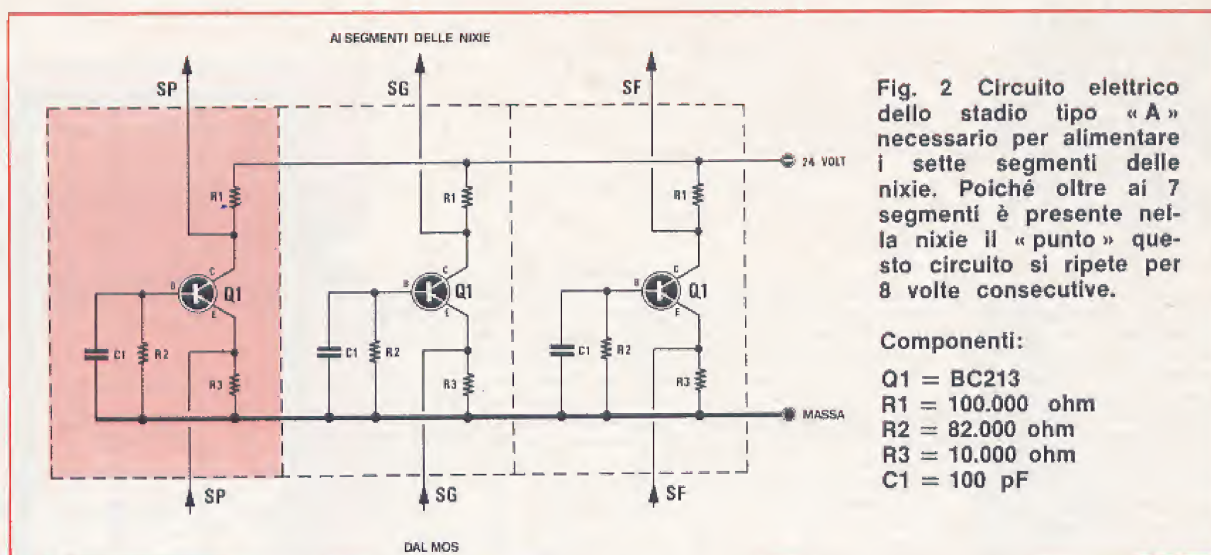 AI SEGMENTI DELLE NIXIE
SP
SG
SF
24 VOLT
R1
R1
R1
C
C
C
B
Q1
B
Q1
B
Q1
E
E
E
C1
R2
C1
R2
C1
R2
R3
R3
R3
MASSA
SP
SG
SF
DAL MOS
Fig. 2 Circuito elettrico
dello stadio tipo « A »
necessario per alimentare
i sette segmenti delle
nixie. Poiché oltre ai 7
segmenti è presente nel-
la nixie il « punto » que-
sto circuito si ripete per
8 volte consecutive.
Componenti:
Q1 = BC213
R1 = 100.000 ohm
R2 = 82.000 ohm
R3 = 10.000 ohm
C1 = 100 pF